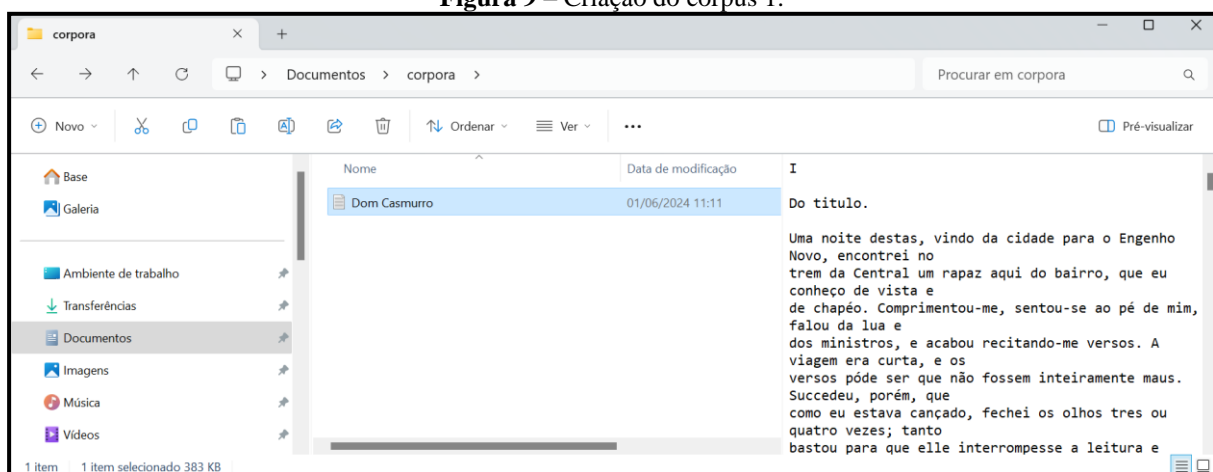 Figura 9 – Criação do corpus 1.
corpora
Documentos > corpora >
Procurar em corpora
Novo
Ordenar
Ver
Pré-visualizar
Base
Galeria
Ambiente de trabalho
Transferências
Documentos
Imagens
Música
Vídeos
Nome
Data de modificação
Dom Casmurro
01/06/2024 11:11
I
Do titulo.
Uma noite destas, vindo da cidade para o Engenho
Novo, encontrei no
trem da Central um rapaz aqui do bairro, que eu
conheço de vista e
de chapéo. Comprimentou-me, sentou-se ao pé de mim,
falou da lua e
dos ministros, e acabou recitando-me versos. A
viagem era curta, e os
versos póde ser que não fossem inteiramente maus.
Succedeu, porém, que
como eu estava cançado, fechei os olhos tres ou
quatro vezes; tanto
bastou para que elle interrompesse a leitura e
1 item
1 item selecionado 383 KB